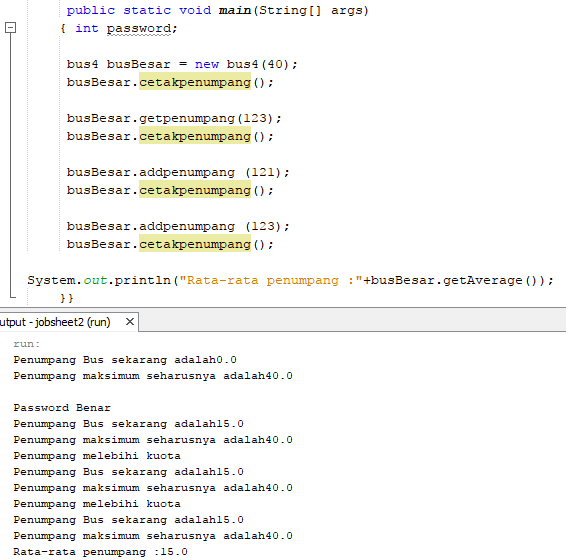 public static void main(String[] args)
{ int password;
bus4 busBesar = new bus4(40);
busBesar.cetakpenumpang();
busBesar.getpenumpang(123);
busBesar.cetakpenumpang();
busBesar.addpenumpang (121);
busBesar.cetakpenumpang();
busBesar.addpenumpang (123);
busBesar.cetakpenumpang();
System.out.println("Rata-rata penumpang :"+busBesar.getAverage());
}}
utput - jobsheet2 (run) ×
run:
Penumpang Bus sekarang adalah0.0
Penumpang maksimum seharusnya adalah40.0
Password Benar
Penumpang Bus sekarang adalah15.0
Penumpang maksimum seharusnya adalah40.0
Penumpang melebihi kuota
Penumpang Bus sekarang adalah15.0
Penumpang maksimum seharusnya adalah40.0
Penumpang melebihi kuota
Penumpang Bus sekarang adalah15.0
Penumpang maksimum seharusnya adalah40.0
Rata-rata penumpang :15.0